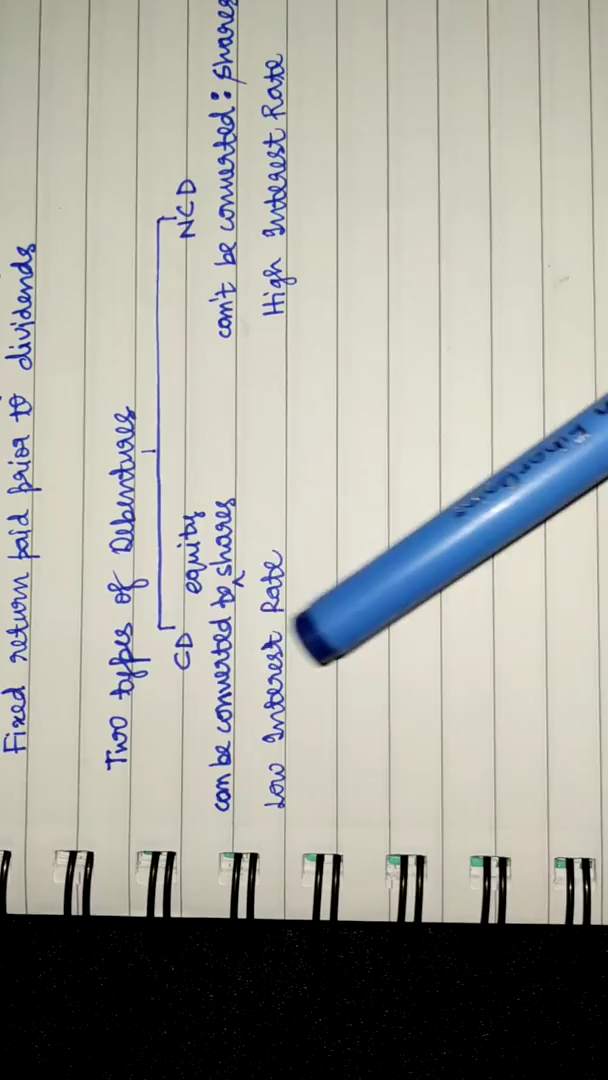 Fixed return paid prior to dividends
Two types of Debentures
CD NCD
equity
can be converted to shares can't be converted : shares
Low Interest Rate High Interest Rate